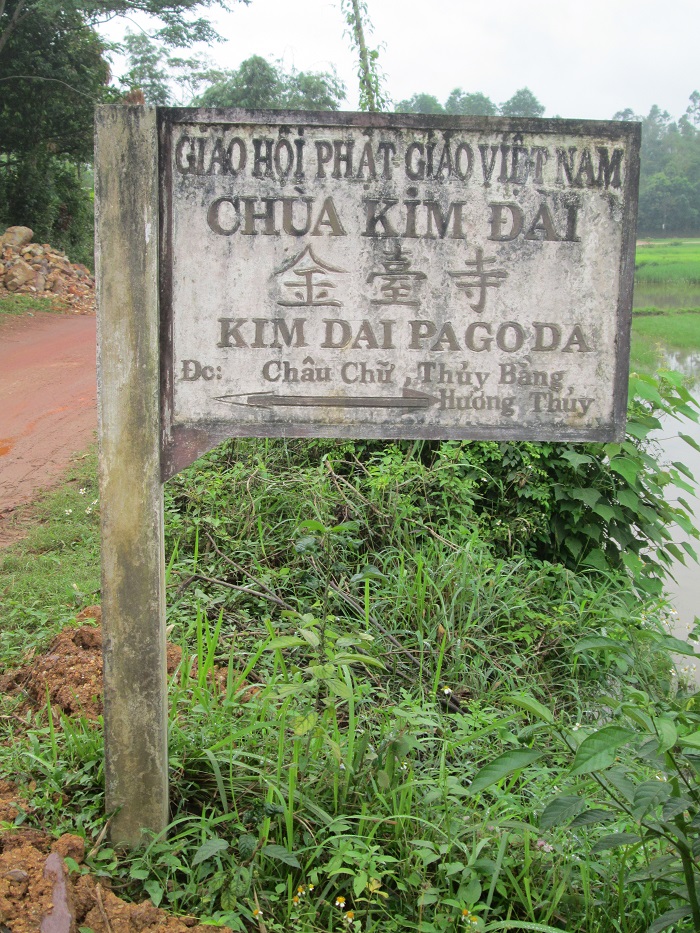 GIÁO HỘI PHẬT GIÁO VIỆT NAM
CHÙA KIM ĐÀI
金臺寺
KIM DAI PAGODA
Đc: Châu Chữ, Thủy Bằng,
Hương Thủy